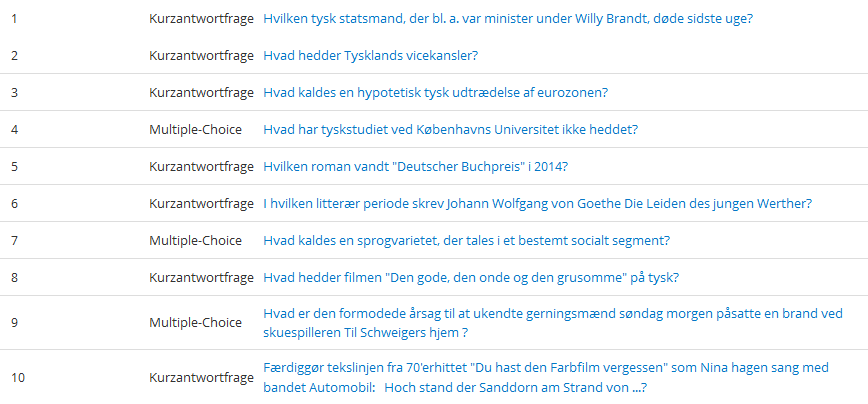 1 Kurzantwortfrage Hvilken tysk statsmand, der bl. a. var minister under Willy Brandt, døde sidste uge?
2 Kurzantwortfrage Hvad hedder Tysklands vicekansler?
3 Kurzantwortfrage Hvad kaldes en hypotetisk tysk udtrædelse af eurozonen?
4 Multiple-Choice Hvad har tyskstudiet ved Københavns Universitet ikke heddet?
5 Kurzantwortfrage Hvilken roman vandt "Deutscher Buchpreis" i 2014?
6 Kurzantwortfrage I hvilken litterær periode skrev Johann Wolfgang von Goethe Die Leiden des jungen Werther?
7 Multiple-Choice Hvad kaldes en sprogvarietet, der tales i et bestemt socialt segment?
8 Kurzantwortfrage Hvad hedder filmen "Den gode, den onde og den grusomme" på tysk?
9 Multiple-Choice Hvad er den formodede årsag til at ukendte gerningsmænd søndag morgen påsatte en brand ved
skuespilleren Til Schweigers hjem ?
10 Kurzantwortfrage Færdiggør tekslinjen fra 70'erhittet "Du hast den Farbfilm vergessen" som Nina hagen sang med
bandet Automobil: Hoch stand der Sanddorn am Strand von ...?